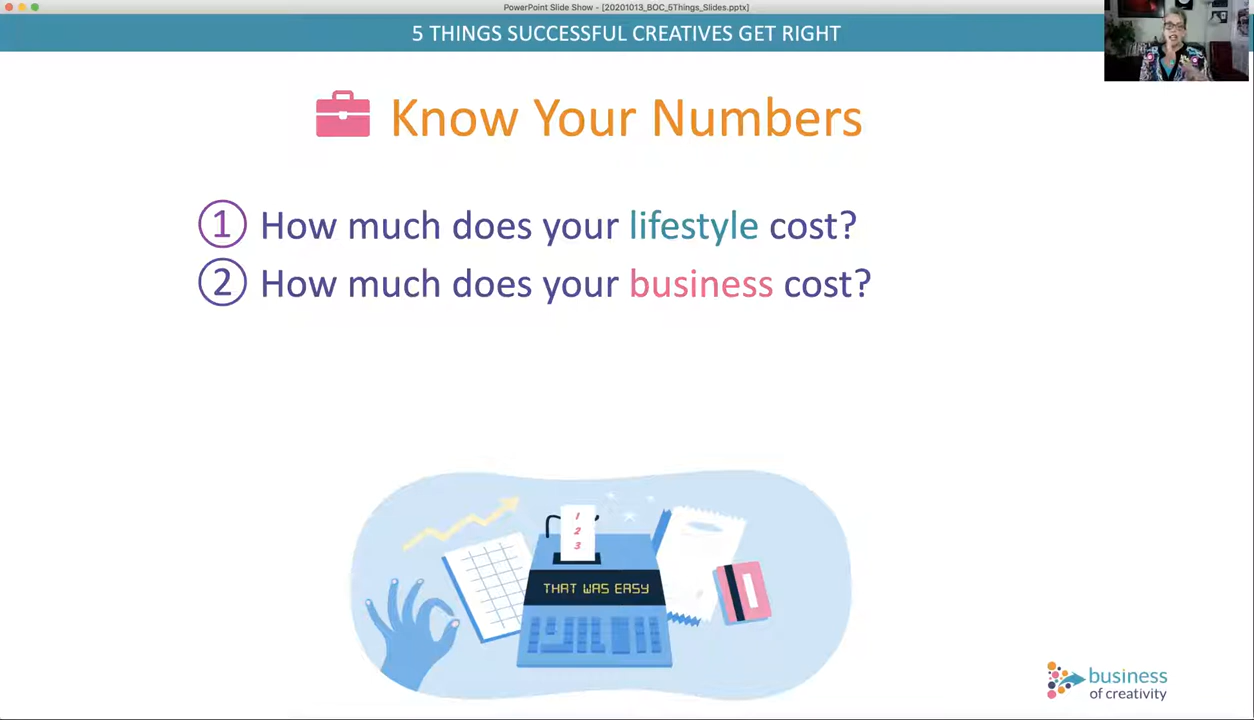 PowerPoint Slide Show - [20201013_BOC_5Things_Slides.pptx]
5 THINGS SUCCESSFUL CREATIVES GET RIGHT
Know Your Numbers
1 How much does your lifestyle cost?
2 How much does your business cost?
1
2
3
THAT WAS EASY
business
of creativity